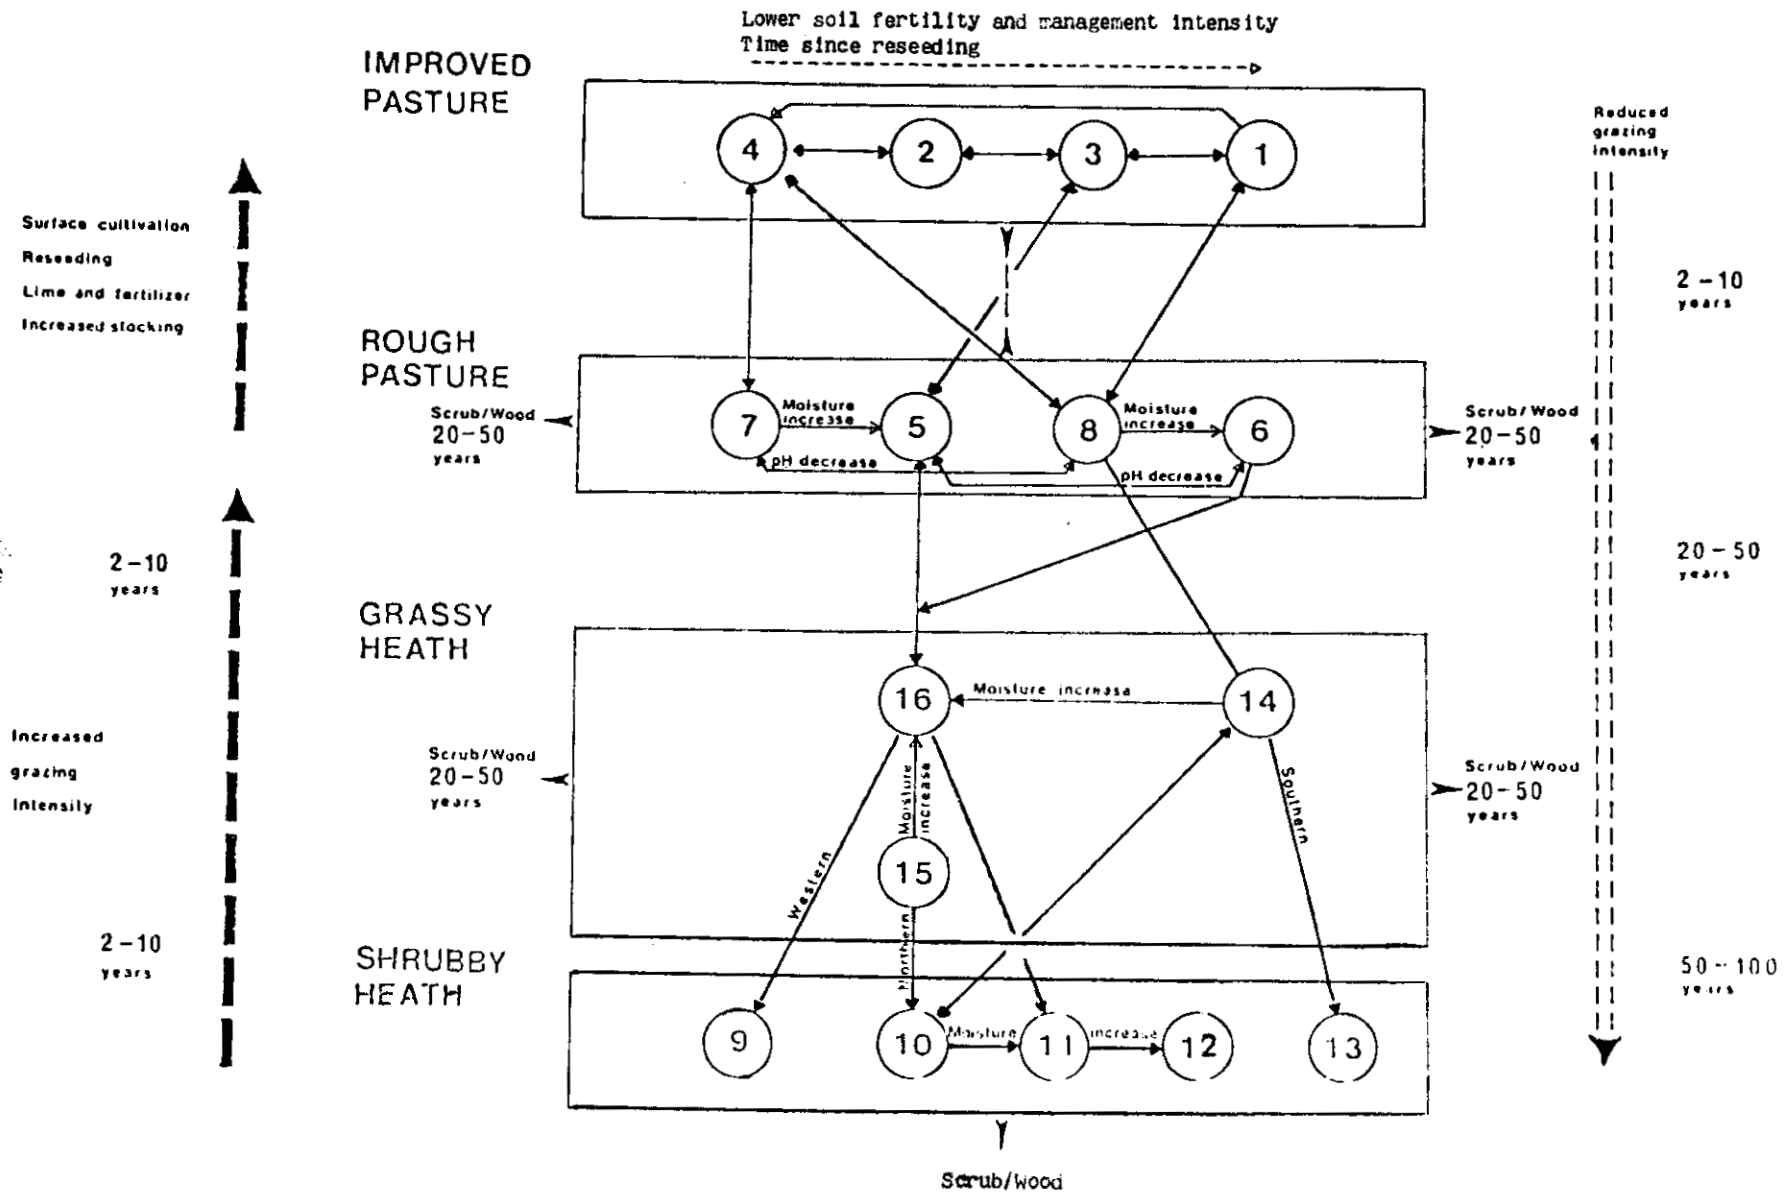 Lower soil fertility and management intensity
Time since reseeding
IMPROVED
PASTURE
4
2
3
1
Reduced
grazing
intensity
Surface cultivation
Reseeding
Lime and fertilizer
Increased stocking
2-10
years
ROUGH
PASTURE
Scrub/Wood
20-50
years
7
Moisture
increase
5
8
Moisture
increase
6
pH decrease
pH decrease
Scrub/Wood
20-50
years
2-10
years
20-50
years
GRASSY
HEATH
16
Moisture increase
14
Increased
grazing
Intensity
Scrub/Wood
20-50
years
Moisture
increase
Southern
Scrub/Wood
20-50
years
15
Western
Northern
2-10
years
SHRUBBY
HEATH
50-100
years
9
10
Moisture
11
increase
12
13
Scrub/Wood